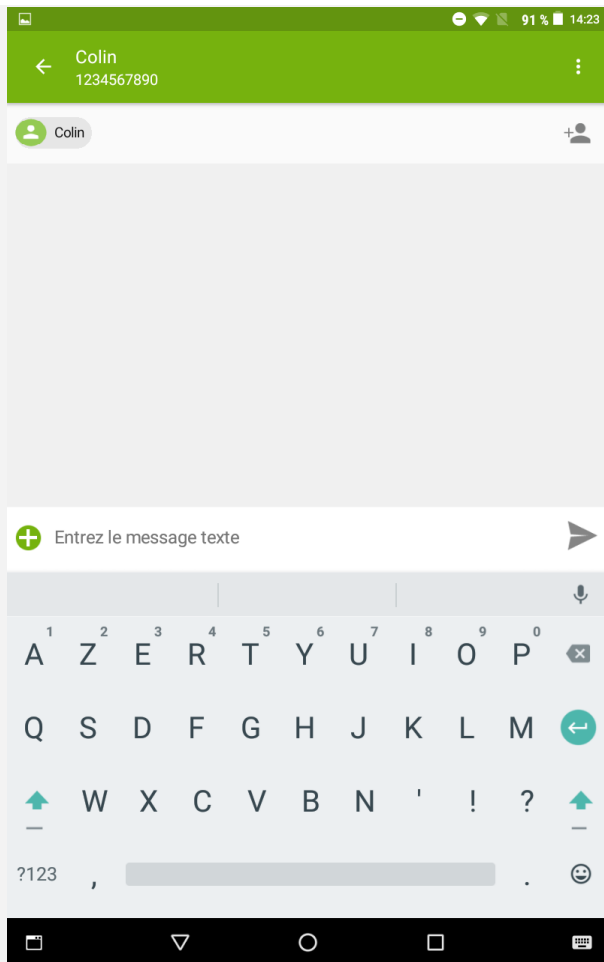 91 % 14:23
Colin
1234567890
Colin
Entrez le message texte
1 2 3 4 5 6 7 8 9 0
A Z E R T Y U I O P
Q S D F G H J K L M
W X C V B N ' ! ?
?123 , .